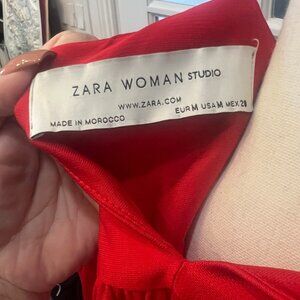 ZARA WOMAN STUDIO
WWW.ZARA.COM
MADE IN MOROCCO EUR M USA M MEX 28